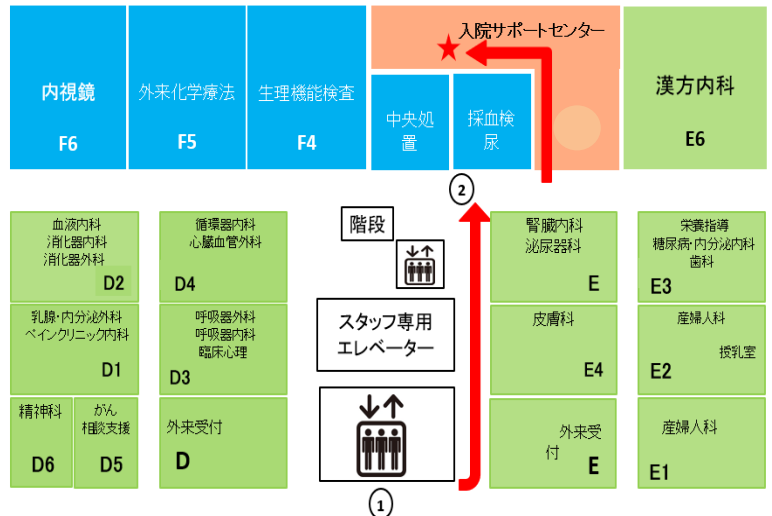 入院サポートセンター
内視鏡
F6
外来化学療法
F5
生理機能検査
F4
中央処
置
採血検
尿
漢方内科
E6
②
血液内科
消化器内科
消化器外科
D2
循環器内科
心臓血管外科
D4
階段
腎臓内科
泌尿器科
E
栄養指導
糖尿病・内分泌内科
歯科
E3
乳腺・内分泌外科
ペインクリニック内科
D1
呼吸器外科
呼吸器内科
臨床心理
D3
スタッフ専用
エレベーター
皮膚科
E4
産婦人科
授乳室
E2
精神科
D6
がん
相談支援
D5
外来受付
D
外来受
付
E
産婦人科
E1
①